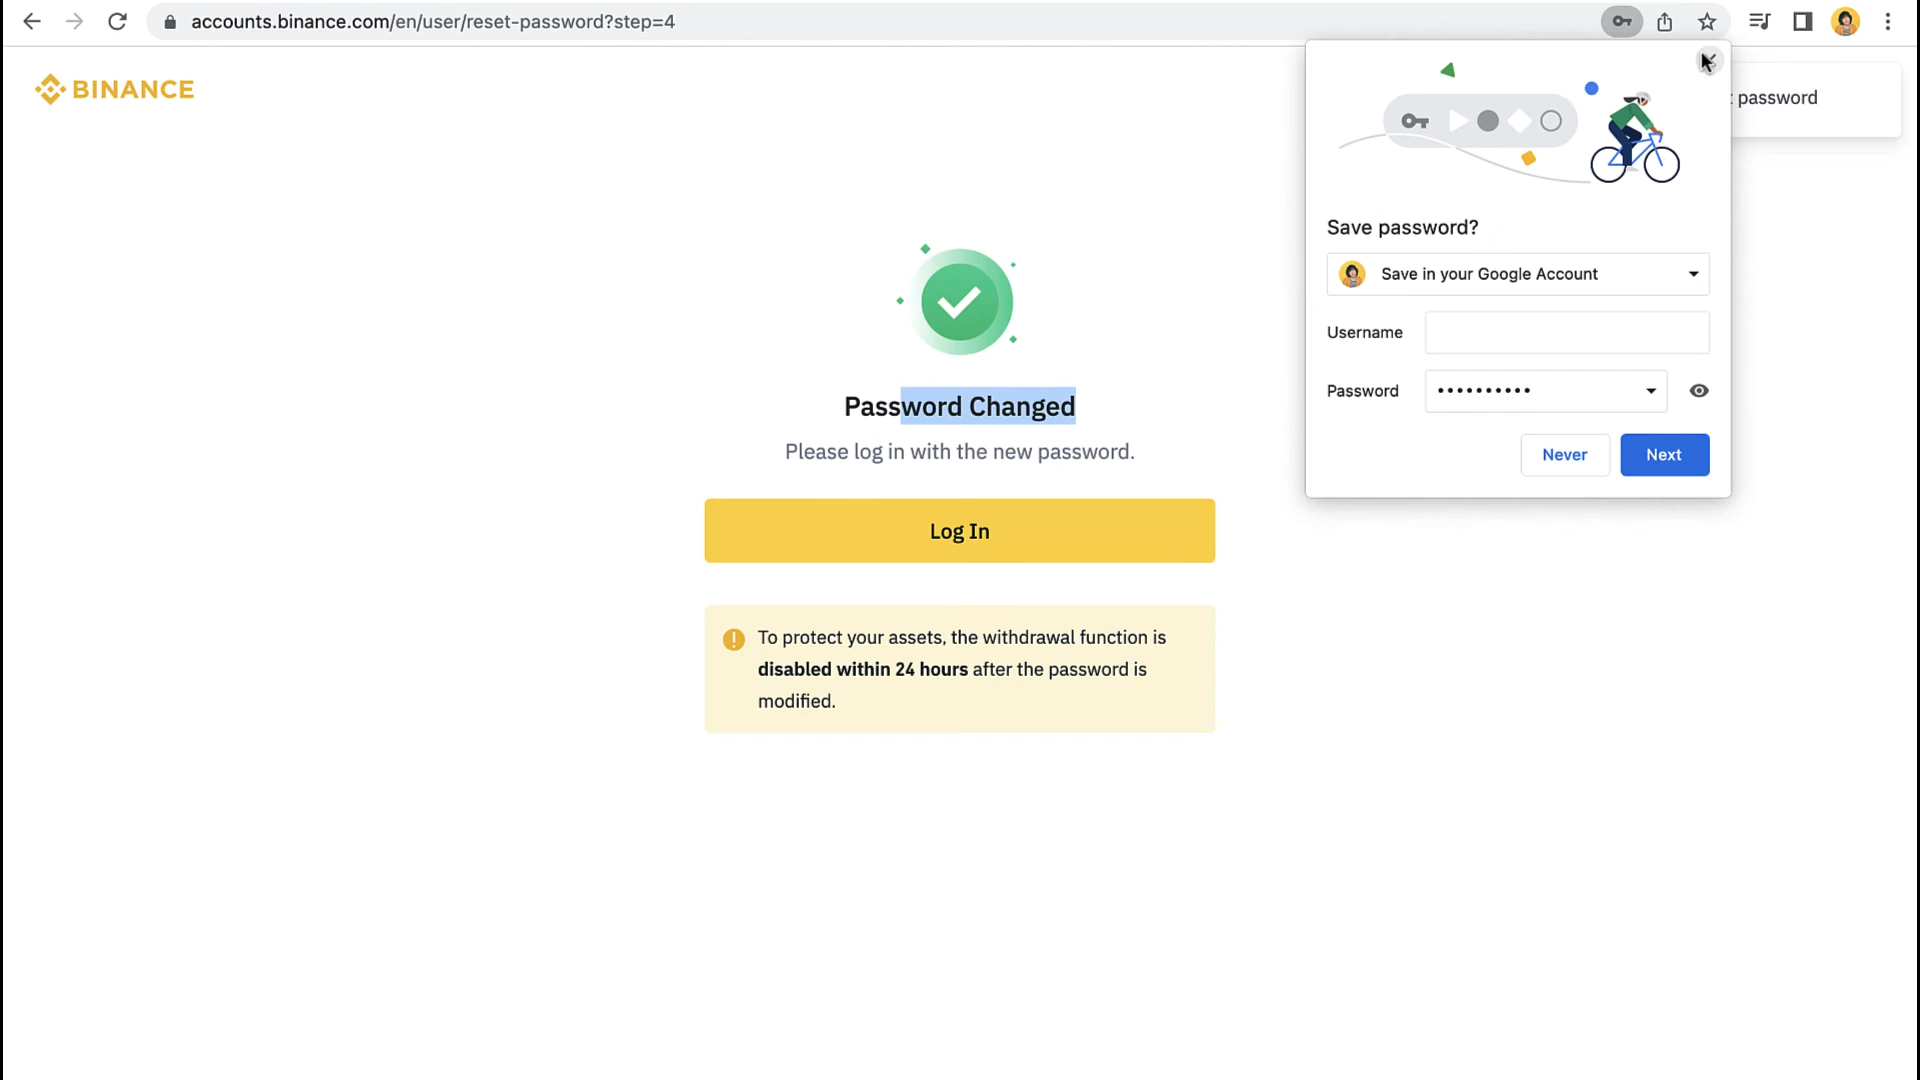 accounts.binance.com/en/user/reset-password?step=4
BINANCE
password
Save password?
Save in your Google Account
Username
Password
••••••••••
Never
Next
Password Changed
Please log in with the new password.
Log In
To protect your assets, the withdrawal function is
disabled within 24 hours after the password is
modified.